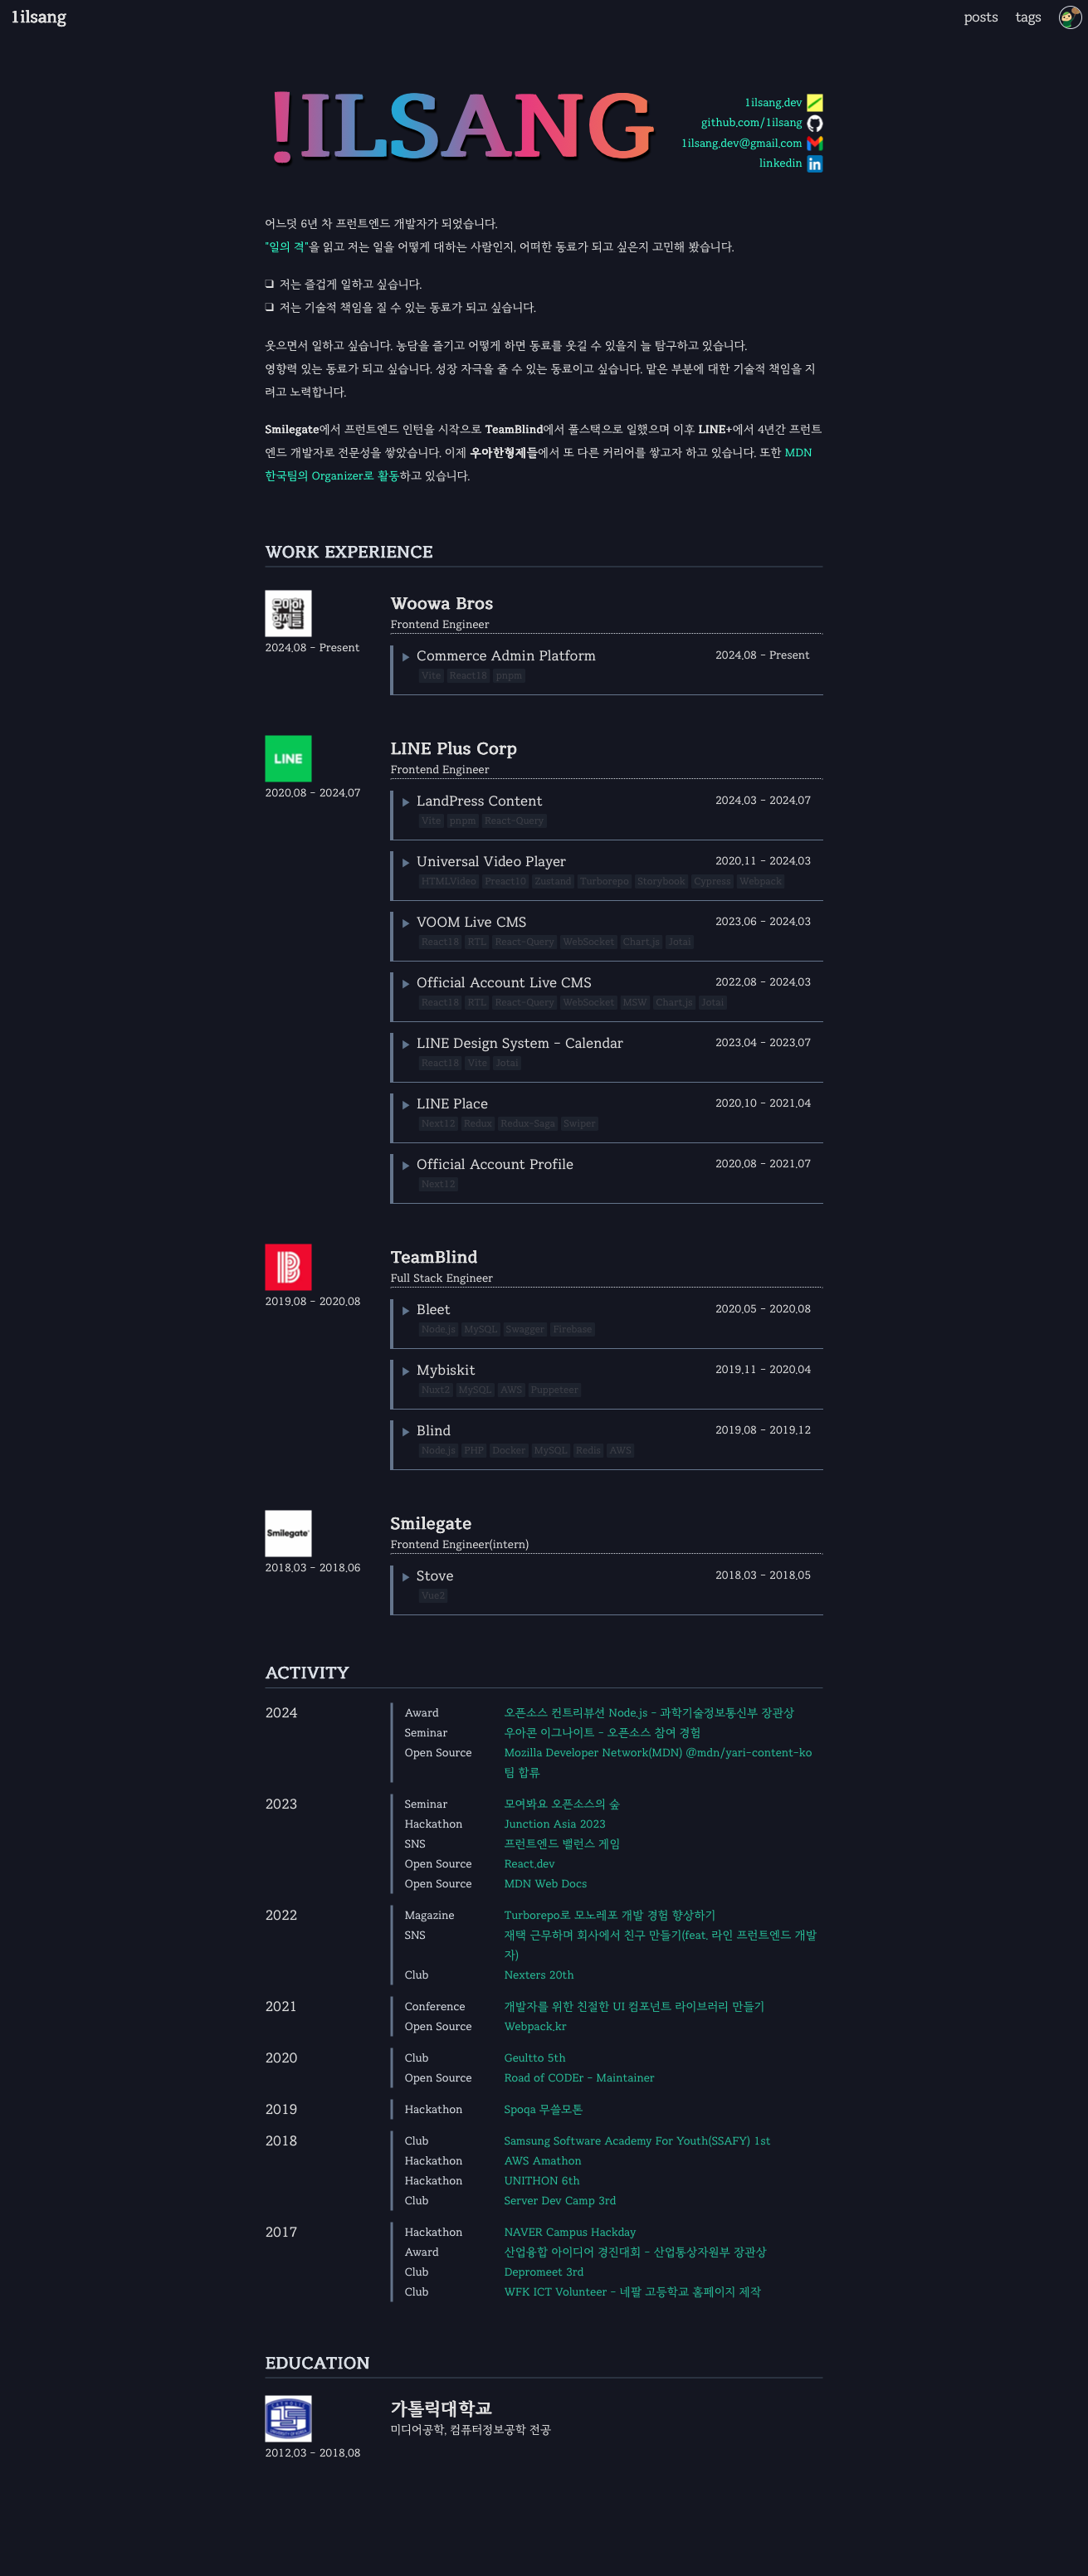 1ilsang
posts
tags
!ILSANG
1ilsang.dev
github.com/1ilsang
1ilsang.dev@gmail.com
linkedin
어느덧 6년 차 프런트엔드 개발자가 되었습니다.
"일의 격"을 읽고 저는 일을 어떻게 대하는 사람인지, 어떠한 동료가 되고 싶은지 고민해 봤습니다.
❏ 저는 즐겁게 일하고 싶습니다.
❏ 저는 기술적 책임을 질 수 있는 동료가 되고 싶습니다.
웃으면서 일하고 싶습니다. 농담을 즐기고 어떻게 하면 동료를 웃길 수 있을지 늘 탐구하고 있습니다.
영향력 있는 동료가 되고 싶습니다. 성장 자극을 줄 수 있는 동료이고 싶습니다. 맡은 부분에 대한 기술적 책임을 지
려고 노력합니다.
Smilegate에서 프런트엔드 인턴을 시작으로 TeamBlind에서 풀스택으로 일했으며 이후 LINE+에서 4년간 프런트
엔드 개발자로 전문성을 쌓았습니다. 이제 우아한형제들에서 또 다른 커리어를 쌓고자 하고 있습니다. 또한 MDN
한국팀의 Organizer로 활동하고 있습니다.
WORK EXPERIENCE
우아한
형제들
2024.08 - Present
Woowa Bros
Frontend Engineer
Commerce Admin Platform
2024.08 - Present
Vite React18 pnpm
LINE
2020.08 - 2024.07
LINE Plus Corp
Frontend Engineer
LandPress Content
2024.03 - 2024.07
Vite pnpm React-Query
Universal Video Player
2020.11 - 2024.03
HTMLVideo Preact10 Zustand Turborepo Storybook Cypress Webpack
VOOM Live CMS
2023.06 - 2024.03
React18 RTL React-Query WebSocket Chart.js Jotai
Official Account Live CMS
2022.08 - 2024.03
React18 RTL React-Query WebSocket MSW Chart.js Jotai
LINE Design System - Calendar
2023.04 - 2023.07
React18 Vite Jotai
LINE Place
2020.10 - 2021.04
Next12 Redux Redux-Saga Swiper
Official Account Profile
2020.08 - 2021.07
Next12
2019.08 - 2020.08
TeamBlind
Full Stack Engineer
Bleet
2020.05 - 2020.08
Node.js MySQL Swagger Firebase
Mybiskit
2019.11 - 2020.04
Nuxt2 MySQL AWS Puppeteer
Blind
2019.08 - 2019.12
Node.js PHP Docker MySQL Redis AWS
Smilegate
2018.03 - 2018.06
Smilegate
Frontend Engineer(intern)
Stove
2018.03 - 2018.05
Vue2
ACTIVITY
2024
Award 오픈소스 컨트리뷰션 Node.js - 과학기술정보통신부 장관상
Seminar 우아콘 이그나이트 - 오픈소스 참여 경험
Open Source Mozilla Developer Network(MDN) @mdn/yari-content-ko
팀 합류
2023
Seminar 모여봐요 오픈소스의 숲
Hackathon Junction Asia 2023
SNS 프런트엔드 밸런스 게임
Open Source React.dev
Open Source MDN Web Docs
2022
Magazine Turborepo로 모노레포 개발 경험 향상하기
SNS 재택 근무하며 회사에서 친구 만들기(feat. 라인 프런트엔드 개발
자)
Club Nexters 20th
2021
Conference 개발자를 위한 친절한 UI 컴포넌트 라이브러리 만들기
Open Source Webpack.kr
2020
Club Geultto 5th
Open Source Road of CODEr - Maintainer
2019
Hackathon Spoqa 무쓸모톤
2018
Club Samsung Software Academy For Youth(SSAFY) 1st
Hackathon AWS Amathon
Hackathon UNITHON 6th
Club Server Dev Camp 3rd
2017
Hackathon NAVER Campus Hackday
Award 산업융합 아이디어 경진대회 - 산업통상자원부 장관상
Club Depromeet 3rd
Club WFK ICT Volunteer - 네팔 고등학교 홈페이지 제작
EDUCATION
2012.03 - 2018.08
가톨릭대학교
미디어공학, 컴퓨터정보공학 전공